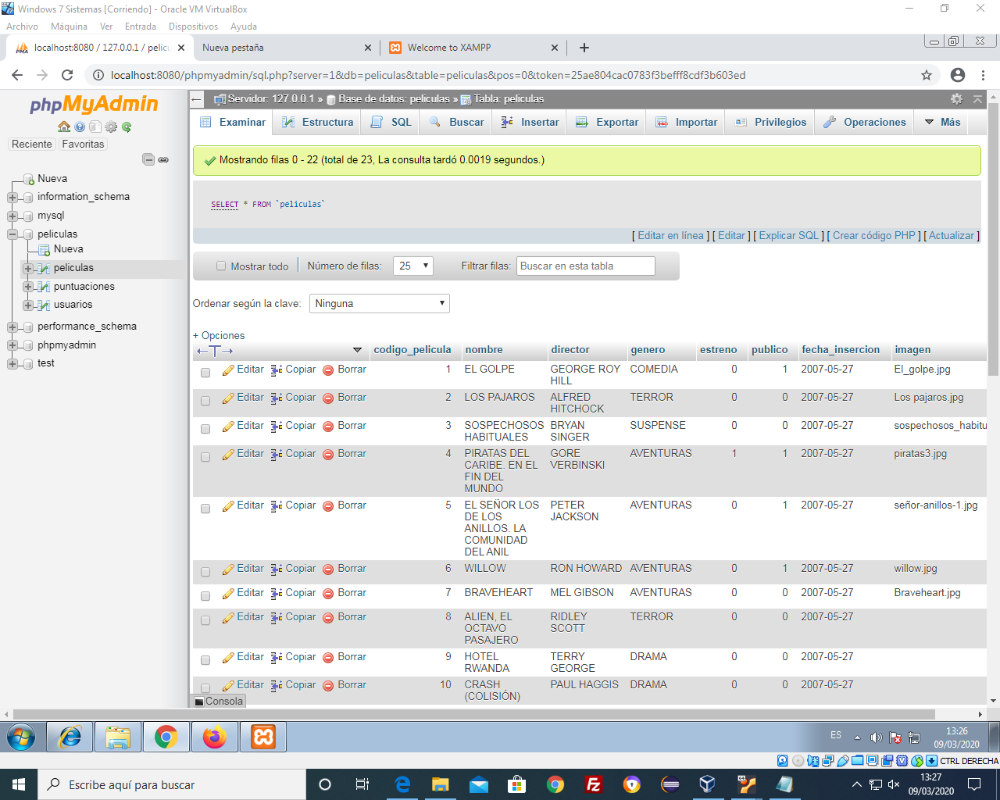 Windows 7 Sistemas [Corriendo] - Oracle VM VirtualBox
Archivo Máquina Ver Entrada Dispositivos Ayuda
localhost:8080 / 127.0.0.1 / pelicu
Nueva pestaña
Welcome to XAMPP
localhost:8080/phpmyadmin/sql.php?server=1&db=peliculas&table=peliculas&pos=0&token=25ae804cac0783f3befff8cdf3b603ed
phpMyAdmin
Reciente Favoritas
Nueva
information_schema
mysql
peliculas
Nueva
peliculas
puntuaciones
usuarios
performance_schema
phpmyadmin
test
Servidor: 127.0.0.1 » Base de datos: peliculas » Tabla: peliculas
Examinar Estructura SQL Buscar Insertar Exportar Importar Privilegios Operaciones Más
Mostrando filas 0 - 22 (total de 23, La consulta tardó 0.0019 segundos.)
SELECT * FROM `peliculas`
[ Editar en línea ] [ Editar ] [ Explicar SQL ] [ Crear código PHP ] [ Actualizar ]
Mostrar todo Número de filas: 25 Filtrar filas: Buscar en esta tabla
Ordenar según la clave: Ninguna
+ Opciones
codigo_pelicula nombre director genero estreno publico fecha_insercion imagen
Editar Copiar Borrar 1 EL GOLPE GEORGE ROY HILL COMEDIA 0 1 2007-05-27 El_golpe.jpg
Editar Copiar Borrar 2 LOS PAJAROS ALFRED HITCHOCK TERROR 0 0 2007-05-27 Los pajaros.jpg
Editar Copiar Borrar 3 SOSPECHOSOS HABITUALES BRYAN SINGER SUSPENSE 0 0 2007-05-27 sospechosos_habitu
Editar Copiar Borrar 4 PIRATAS DEL CARIBE. EN EL FIN DEL MUNDO GORE VERBINSKI AVENTURAS 1 1 2007-05-27 piratas3.jpg
Editar Copiar Borrar 5 EL SEÑOR LOS DE LOS ANILLOS. LA COMUNIDAD DEL ANIL PETER JACKSON AVENTURAS 0 1 2007-05-27 señor-anillos-1.jpg
Editar Copiar Borrar 6 WILLOW RON HOWARD AVENTURAS 0 1 2007-05-27 willow.jpg
Editar Copiar Borrar 7 BRAVEHEART MEL GIBSON AVENTURAS 0 0 2007-05-27 Braveheart.jpg
Editar Copiar Borrar 8 ALIEN, EL OCTAVO PASAJERO RIDLEY SCOTT TERROR 0 0 2007-05-27
Editar Copiar Borrar 9 HOTEL RWANDA TERRY GEORGE DRAMA 0 0 2007-05-27
Editar Copiar Borrar 10 CRASH (COLISIÓN) PAUL HAGGIS DRAMA 0 0 2007-05-27
Consola
ES
13:26
09/03/2020
CTRL DERECHA
Escribe aquí para buscar
13:27
09/03/2020